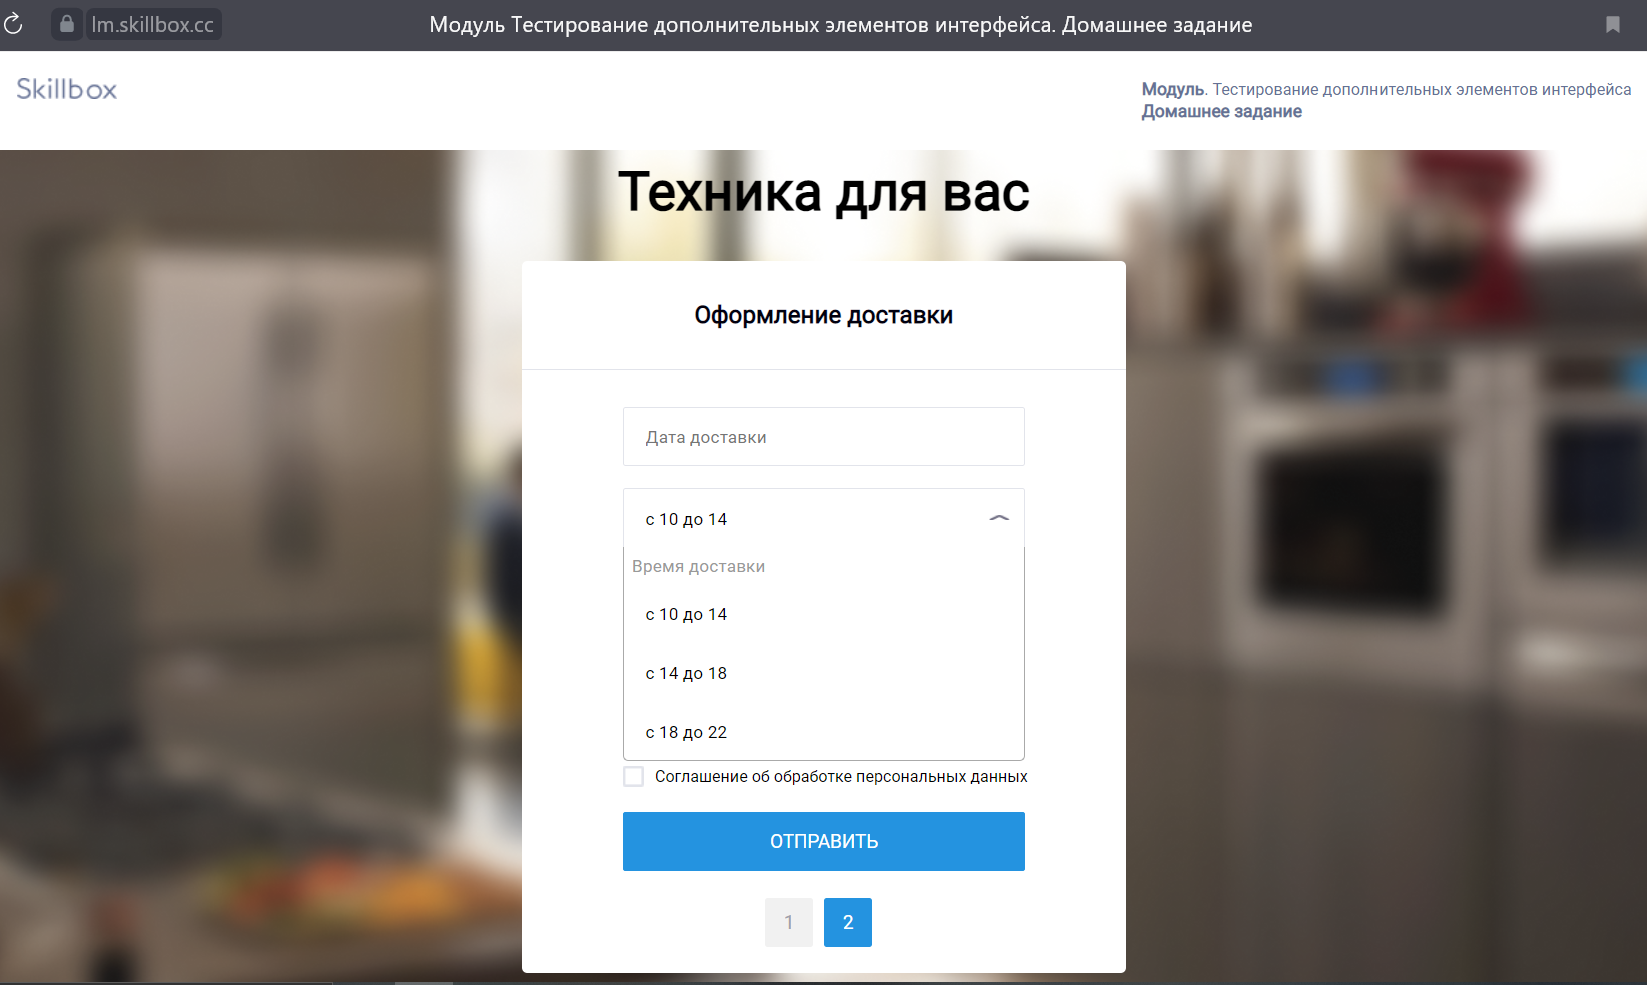 lm.skillbox.cc
Модуль Тестирование дополнительных элементов интерфейса. Домашнее задание
Skillbox
Модуль. Тестирование дополнительных элементов интерфейса
Домашнее задание
Техника для вас
Оформление доставки
Дата доставки
с 10 до 14
Время доставки
с 10 до 14
с 14 до 18
с 18 до 22
Соглашение об обработке персональных данных
ОТПРАВИТЬ
1 2